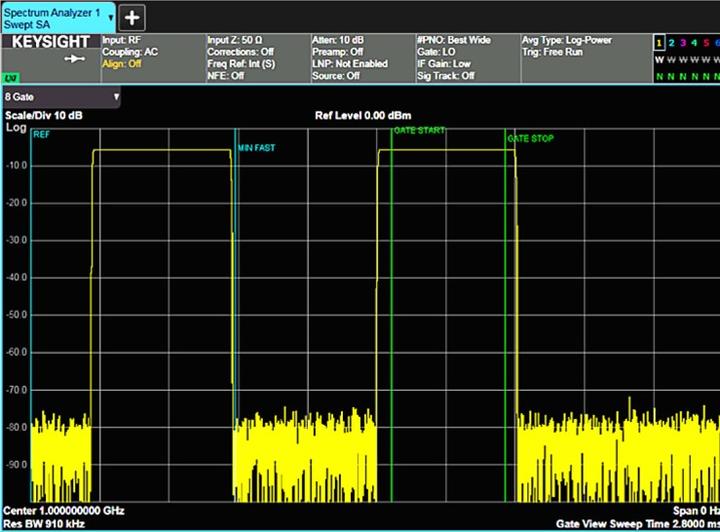 Spectrum Analyzer 1
Swept SA
+
KEYSIGHT
Input: RF
Coupling: AC
Align: Off
Input Z: 50 Ω
Corrections: Off
Freq Ref: Int (S)
NFE: Off
Atten: 10 dB
Preamp: Off
LNP: Not Enabled
Source: Off
#PNO: Best Wide
Gate: LO
IF Gain: Low
Sig Track: Off
Avg Type: Log-Power
Trig: Free Run
1 2 3 4 5 6
W W W W W W
N N N N N N
LXI
8 Gate
Scale/Div 10 dB
Ref Level 0.00 dBm
Log
REF
MIN FAST
GATE START
GATE STOP
-10.0
-20.0
-30.0
-40.0
-50.0
-60.0
-70.0
-80.0
-90.0
Center 1.000000000 GHz
Span 0 Hz
Res BW 910 kHz
Gate View Sweep Time 2.8000 m